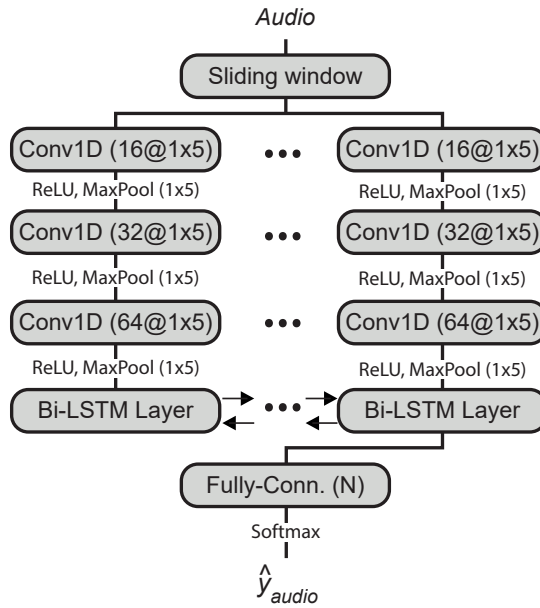 Audio
Sliding window
Conv1D (16@1x5) ••• Conv1D (16@1x5)
ReLU, MaxPool (1x5) ReLU, MaxPool (1x5)
Conv1D (32@1x5) ••• Conv1D (32@1x5)
ReLU, MaxPool (1x5) ReLU, MaxPool (1x5)
Conv1D (64@1x5) ••• Conv1D (64@1x5)
ReLU, MaxPool (1x5) ReLU, MaxPool (1x5)
Bi-LSTM Layer ••• Bi-LSTM Layer
Fully-Conn. (N)
Softmax
ŷ_audio